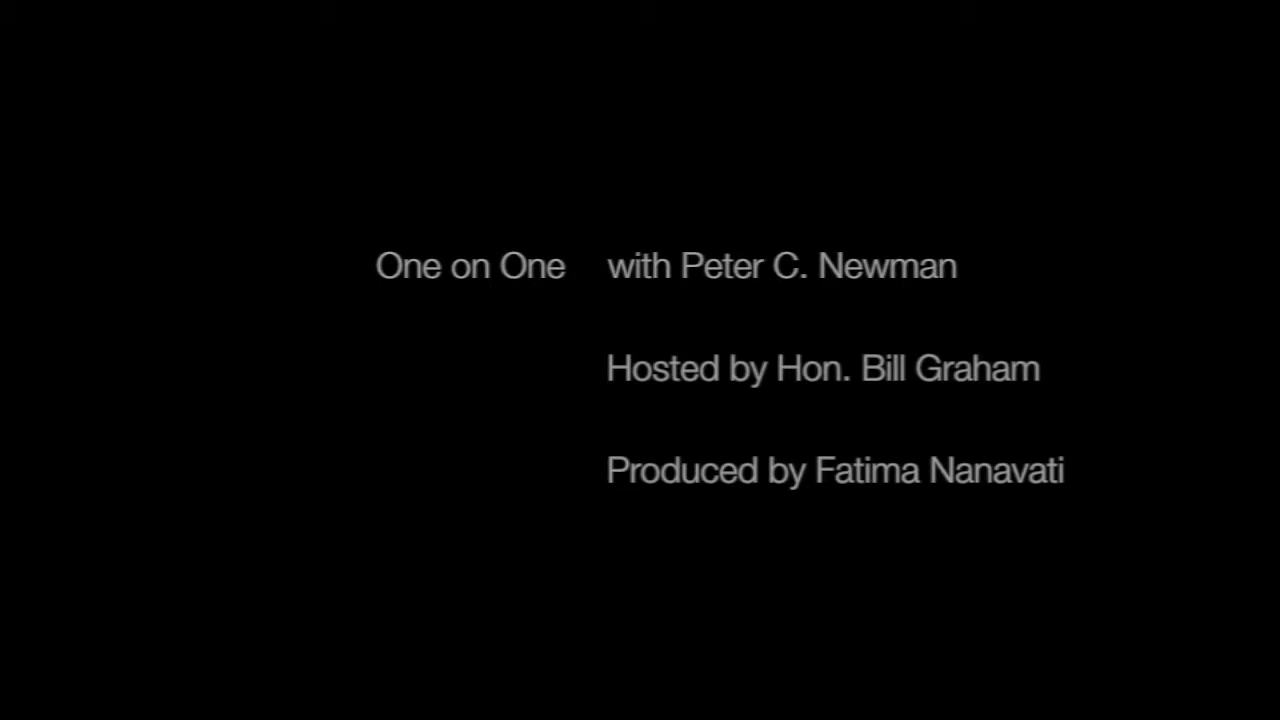 One on One with Peter C. Newman
Hosted by Hon. Bill Graham
Produced by Fatima Nanavati